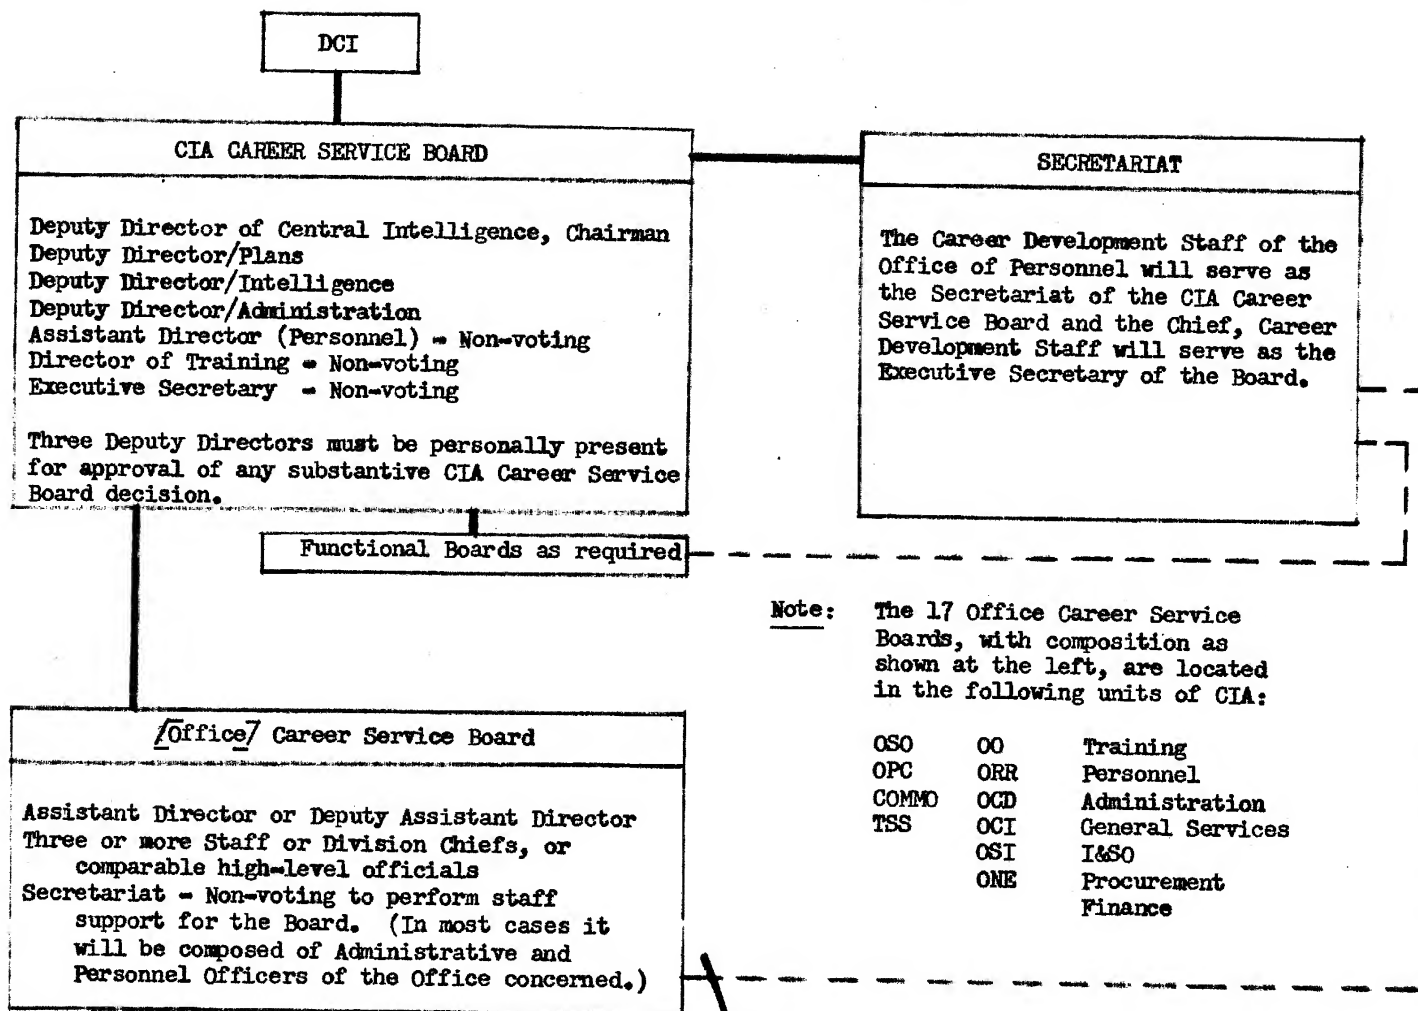 DCI
CIA CAREER SERVICE BOARD
Deputy Director of Central Intelligence, Chairman
Deputy Director/Plans
Deputy Director/Intelligence
Deputy Director/Administration
Assistant Director (Personnel) - Non-voting
Director of Training - Non-voting
Executive Secretary - Non-voting
Three Deputy Directors must be personally present
for approval of any substantive CIA Career Service
Board decision.
SECRETARIAT
The Career Development Staff of the
Office of Personnel will serve as
the Secretariat of the CIA Career
Service Board and the Chief, Career
Development Staff will serve as the
Executive Secretary of the Board.
Functional Boards as required
Note: The 17 Office Career Service
Boards, with composition as
shown at the left, are located
in the following units of CIA:
OSO OO Training
OPC ORR Personnel
COMMO OCD Administration
TSS OCI General Services
OSI I&SO
ONE Procurement
Finance
/Office/ Career Service Board
Assistant Director or Deputy Assistant Director
Three or more Staff or Division Chiefs, or
comparable high-level officials
Secretariat - Non-voting to perform staff
support for the Board. (In most cases it
will be composed of Administrative and
Personnel Officers of the Office concerned.)